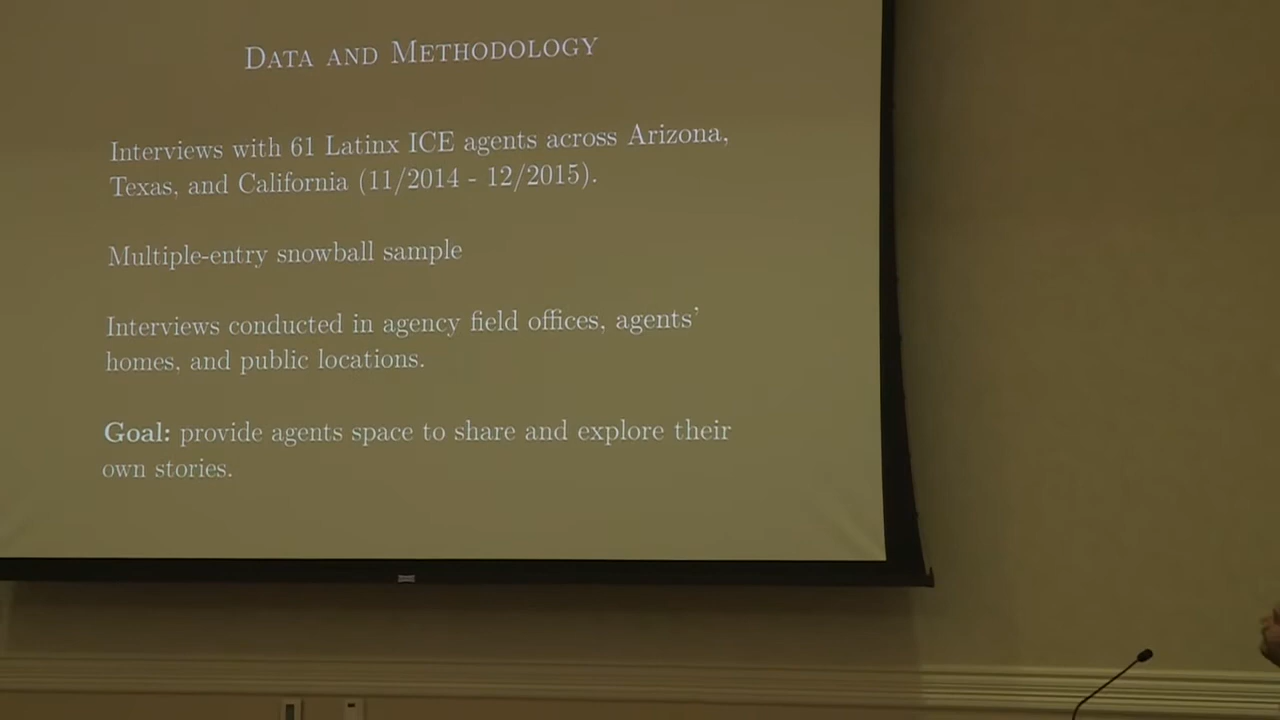 DATA AND METHODOLOGY
Interviews with 61 Latinx ICE agents across Arizona,
Texas, and California (11/2014 - 12/2015).
Multiple-entry snowball sample
Interviews conducted in agency field offices, agents'
homes, and public locations.
Goal: provide agents space to share and explore their
own stories.